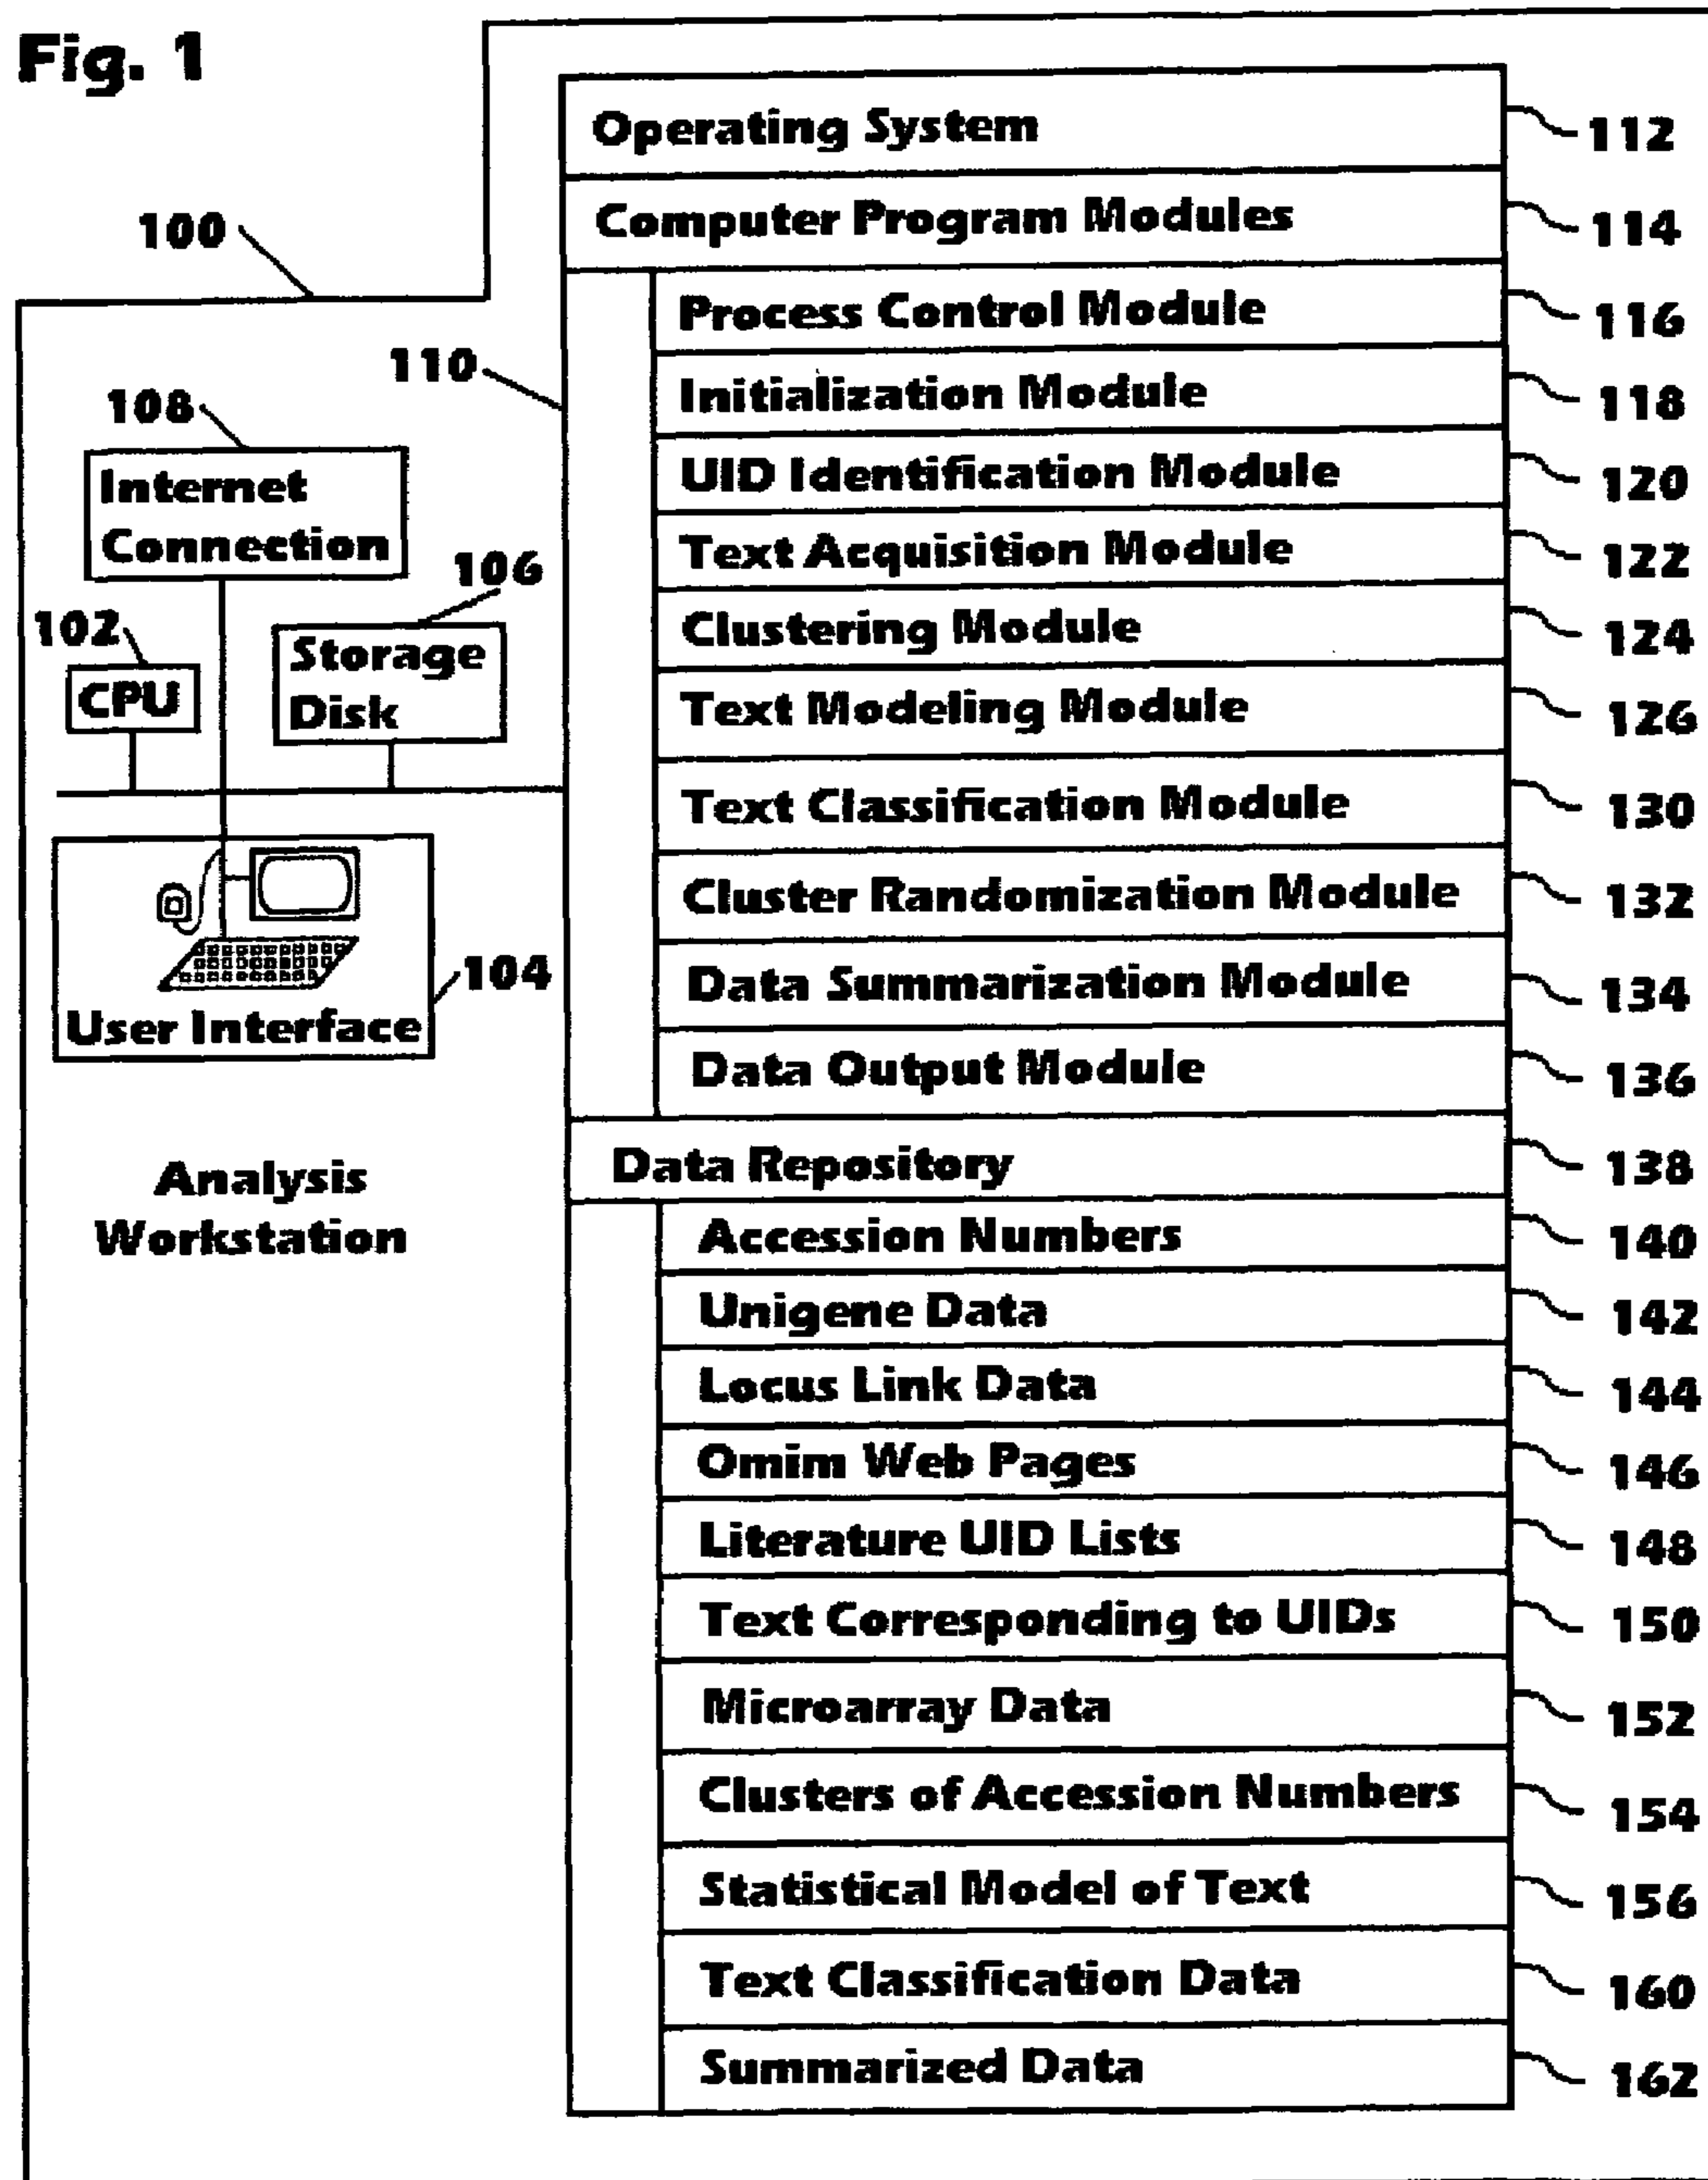 Fig. 1
100
108
Internet
Connection
102
CPU
106
Storage
Disk
104
User Interface
Analysis
Workstation
110
Operating System 112
Computer Program Modules 114
Process Control Module 116
Initialization Module 118
UID Identification Module 120
Text Acquisition Module 122
Clustering Module 124
Text Modeling Module 126
Text Classification Module 130
Cluster Randomization Module 132
Data Summarization Module 134
Data Output Module 136
Data Repository 138
Accession Numbers 140
Unigene Data 142
Locus Link Data 144
Omim Web Pages 146
Literature UID Lists 148
Text Corresponding to UIDs 150
Microarray Data 152
Clusters of Accession Numbers 154
Statistical Model of Text 156
Text Classification Data 160
Summarized Data 162